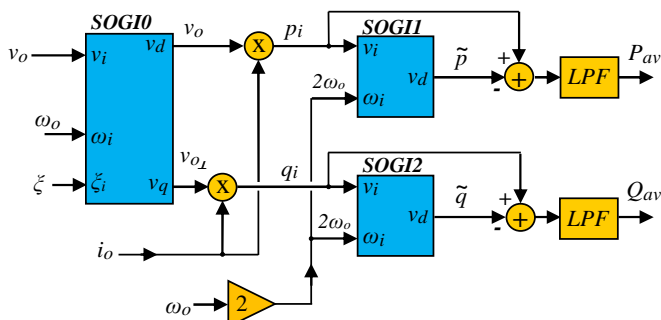 SOGI0
v_o
v_i
v_d
v_o
X
p_i
SOGI1
v_i
v_d
p̃
+
-
+
LPF
P_av
ω_o
ω_i
2ω_o
ω_i
ξ
ξ_i
v_q
v_o⊥
X
q_i
SOGI2
v_i
v_d
q̃
+
-
+
LPF
Q_av
i_o
2ω_o
ω_i
ω_o
2